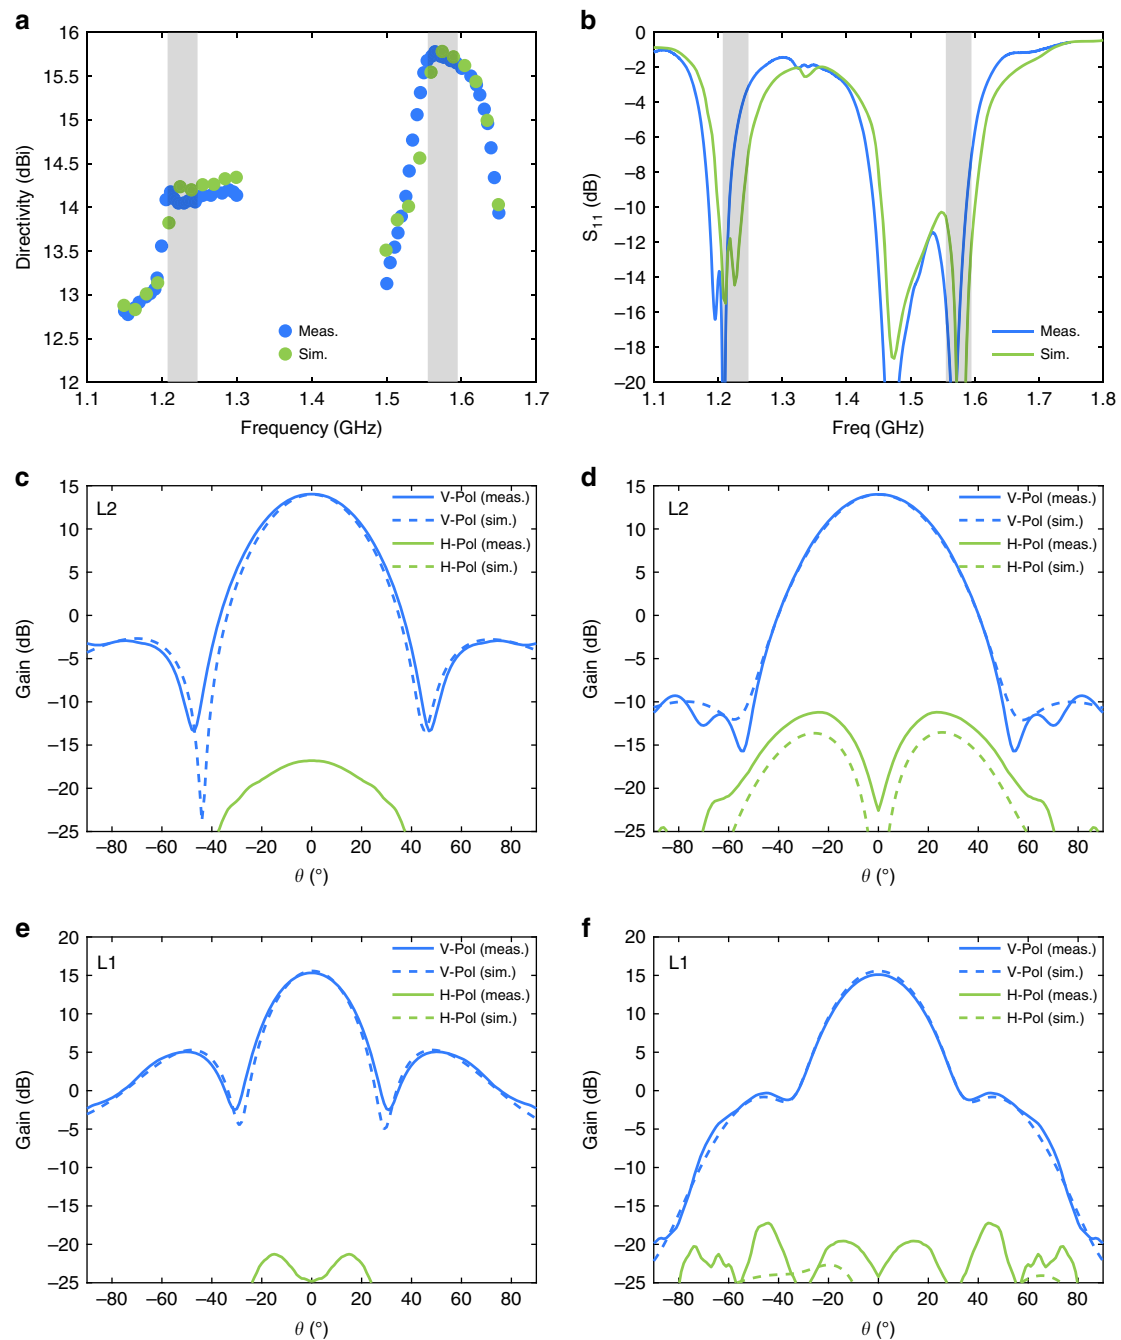 a
16
15.5
15
14.5
14
13.5
13
12.5
12
1.1 1.2 1.3 1.4 1.5 1.6 1.7
Directivity (dBi)
Frequency (GHz)
Meas.
Sim.
b
0
–2
–4
–6
–8
–10
–12
–14
–16
–18
–20
1.1 1.2 1.3 1.4 1.5 1.6 1.7 1.8
S11 (dB)
Freq (GHz)
Meas.
Sim.
c
L2
15
10
5
0
–5
–10
–15
–20
–25
–80 –60 –40 –20 0 20 40 60 80
Gain (dB)
θ (°)
V-Pol (meas.)
V-Pol (sim.)
H-Pol (meas.)
H-Pol (sim.)
d
L2
15
10
5
0
–5
–10
–15
–20
–25
–80 –60 –40 –20 0 20 40 60 80
Gain (dB)
θ (°)
V-Pol (meas.)
V-Pol (sim.)
H-Pol (meas.)
H-Pol (sim.)
e
L1
20
15
10
5
0
–5
–10
–15
–20
–25
–80 –60 –40 –20 0 20 40 60 80
Gain (dB)
θ (°)
V-Pol (meas.)
V-Pol (sim.)
H-Pol (meas.)
H-Pol (sim.)
f
L1
20
15
10
5
0
–5
–10
–15
–20
–25
–80 –60 –40 –20 0 20 40 60 80
Gain (dB)
θ (°)
V-Pol (meas.)
V-Pol (sim.)
H-Pol (meas.)
H-Pol (sim.)